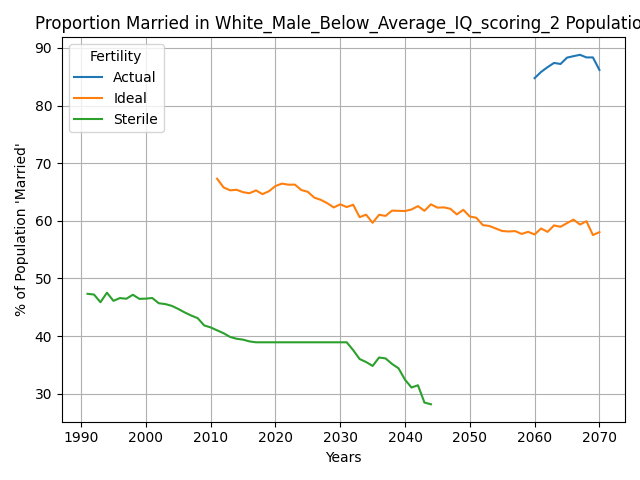 Proportion Married in White_Male_Below_Average_IQ_scoring_2 Populatio
% of Population 'Married'
90
80
70
60
50
40
30
Fertility
Actual
Ideal
Sterile
1990 2000 2010 2020 2030 2040 2050 2060 2070
Years